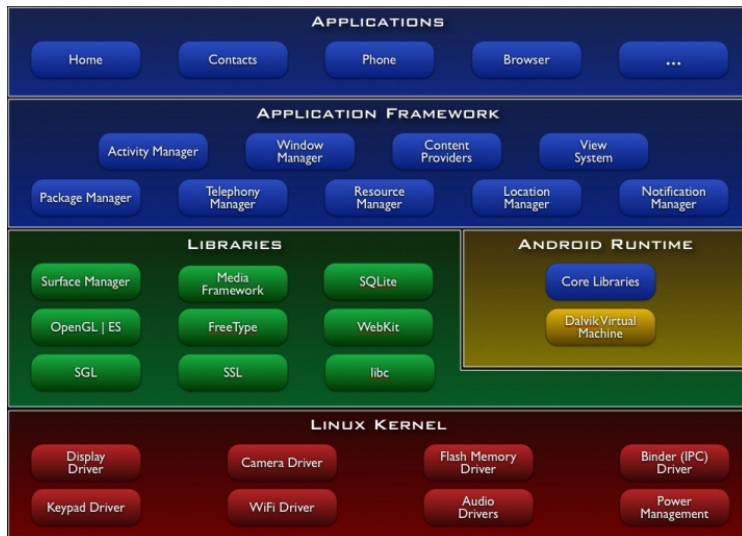 APPLICATIONS
Home
Contacts
Phone
Browser
...
APPLICATION FRAMEWORK
Activity Manager
Window
Manager
Content
Providers
View
System
Package Manager
Telephony
Manager
Resource
Manager
Location
Manager
Notification
Manager
LIBRARIES
Surface Manager
Media
Framework
SQLite
OpenGL | ES
FreeType
WebKit
SGL
SSL
libc
ANDROID RUNTIME
Core Libraries
Dalvik Virtual
Machine
LINUX KERNEL
Display
Driver
Camera Driver
Flash Memory
Driver
Binder (IPC)
Driver
Keypad Driver
WiFi Driver
Audio
Drivers
Power
Management